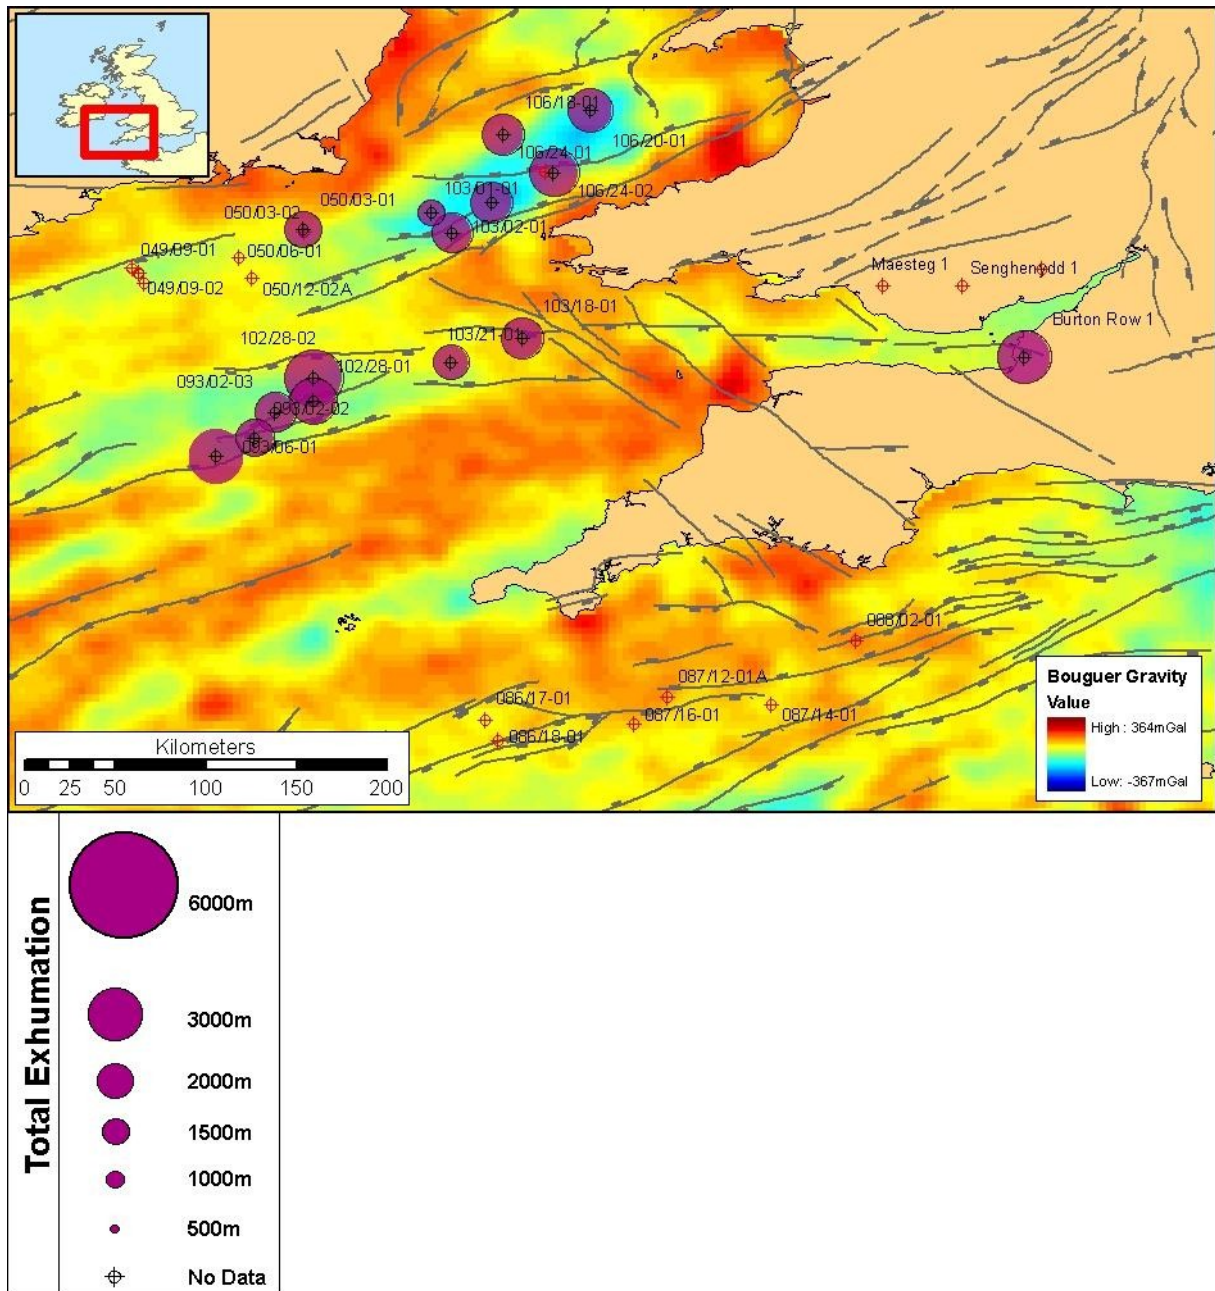 106/18-01
106/20-01
106/24-01
106/24-02
103/01-01
050/03-01
050/03-02
103/02-01
049/09-01
050/06-01
049/09-02
050/12-02A
Maesteg 1
Senghenydd 1
103/18-01
Burton Row 1
103/21-01
102/28-02
102/28-01
093/02-03
093/02-02
093/06-01
088/02-01
087/12-01A
086/17-01
087/16-01
087/14-01
086/18-01
Bouguer Gravity
Value
High : 364mGal
Low: -367mGal
Kilometers
0 25 50 100 150 200
Total Exhumation
6000m
3000m
2000m
1500m
1000m
500m
No Data